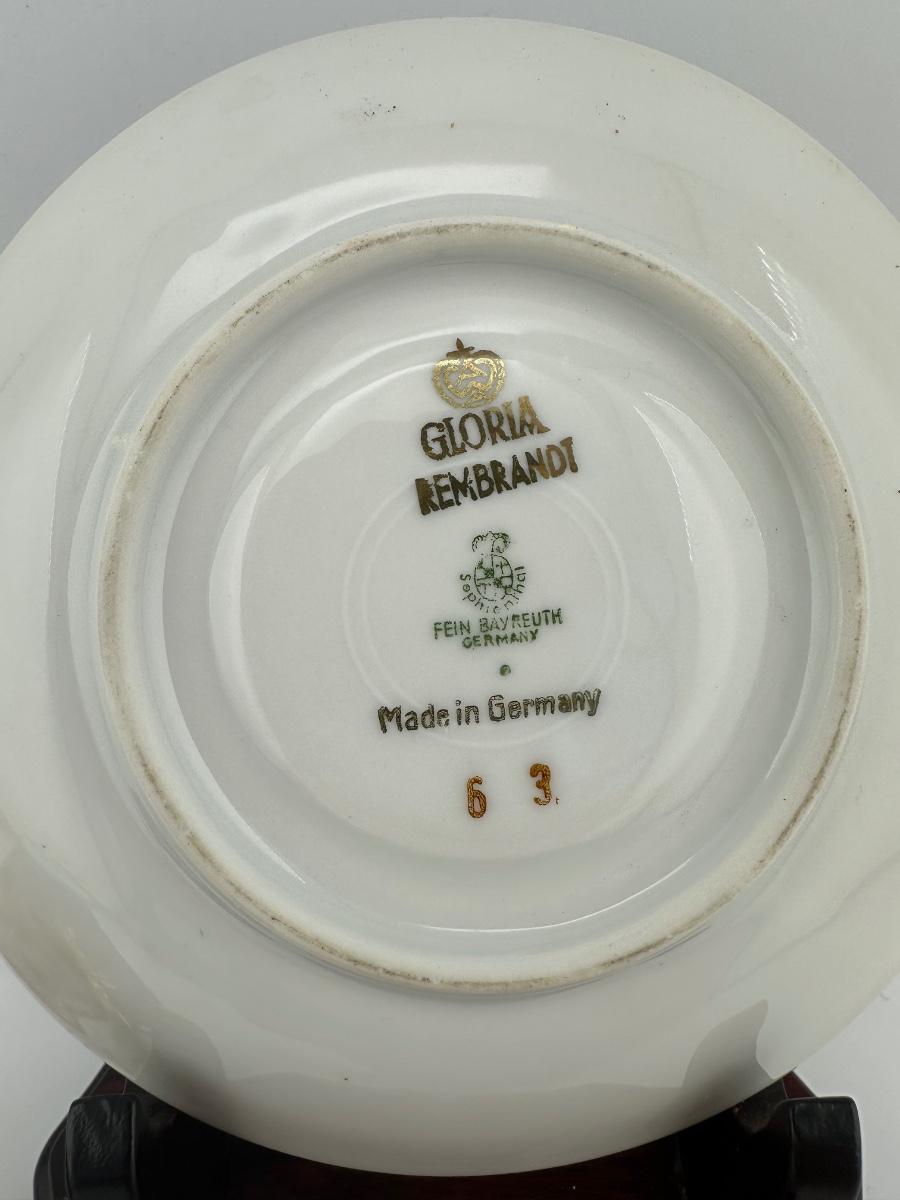 GLORIA
REMBRANDT
Sophienthal
FEIN BAYREUTH
GERMANY
Made in Germany
6 3